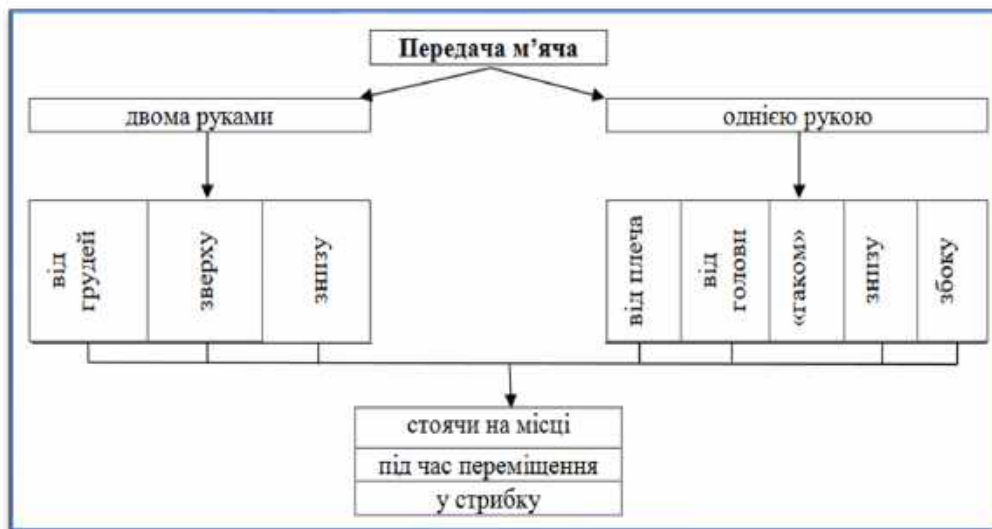 Передача м’яча
двома руками
однією рукою
від
грудей
зверху
знизу
від плеча
від
голови
«гаком»
знизу
збоку
стоячи на місці
під час переміщення
у стрибку